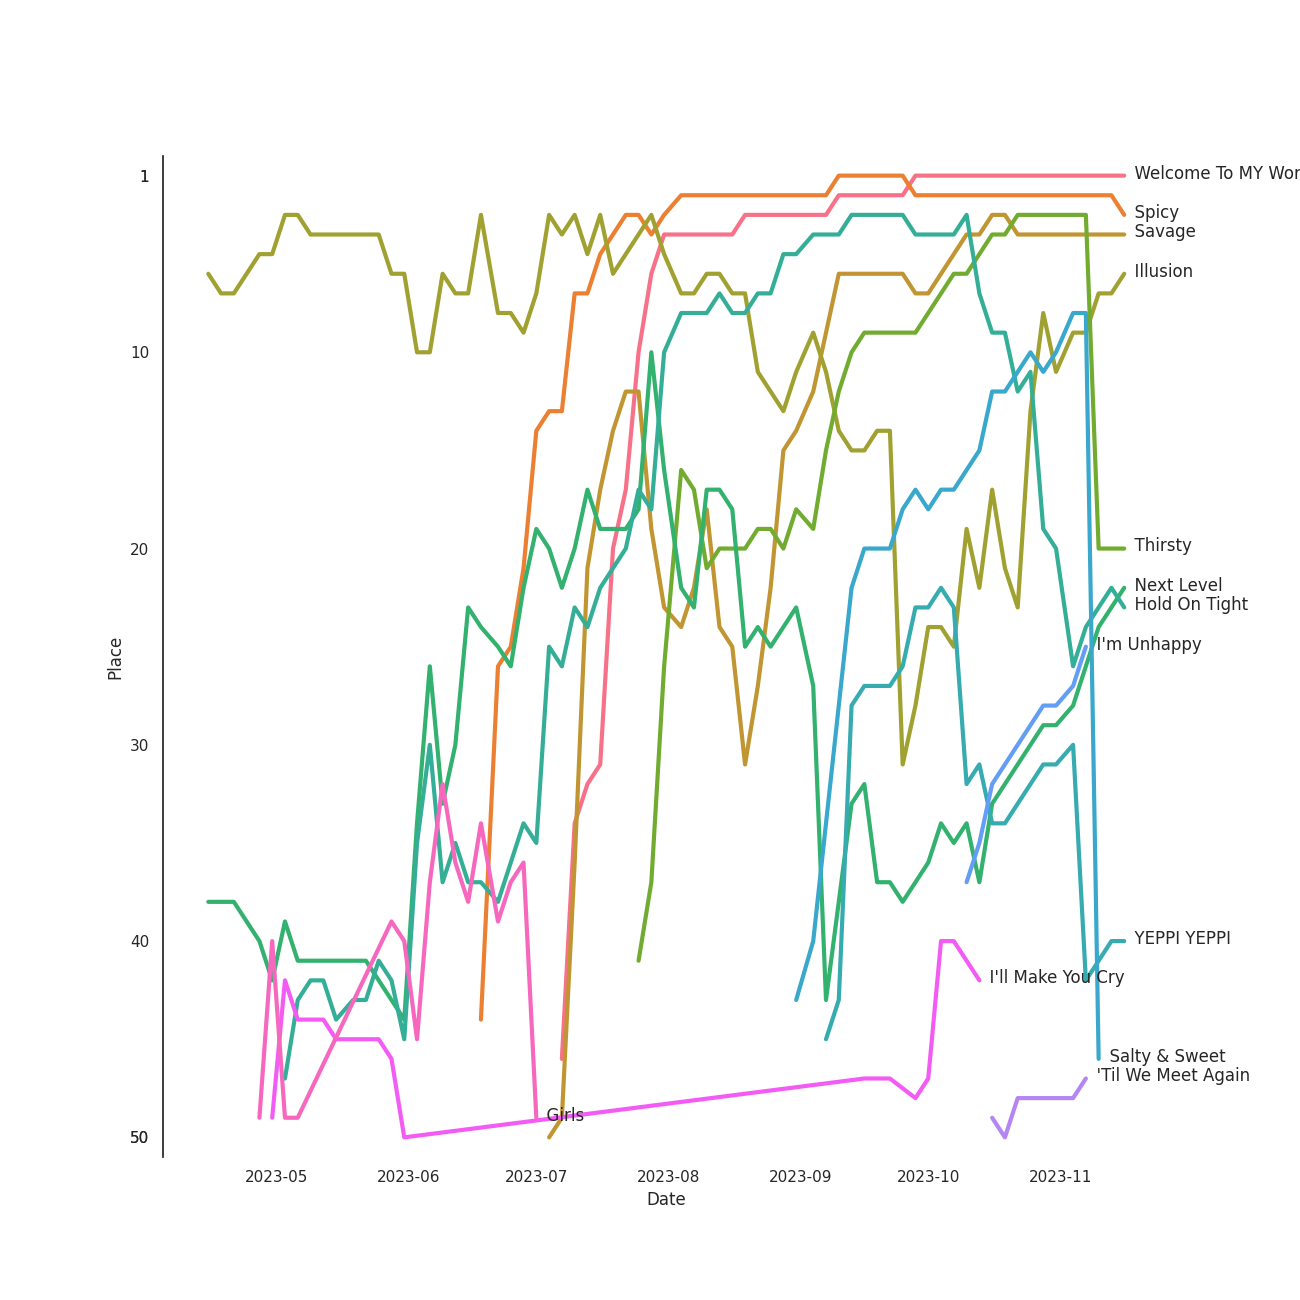 1
Welcome To MY Wor
Spicy
Savage
Illusion
10
20
Thirsty
Next Level
Hold On Tight
I'm Unhappy
30
40
YEPPI YEPPI
I'll Make You Cry
Salty & Sweet
'Til We Meet Again
Girls
50
Place
2023-05
2023-06
2023-07
2023-08
2023-09
2023-10
2023-11
Date